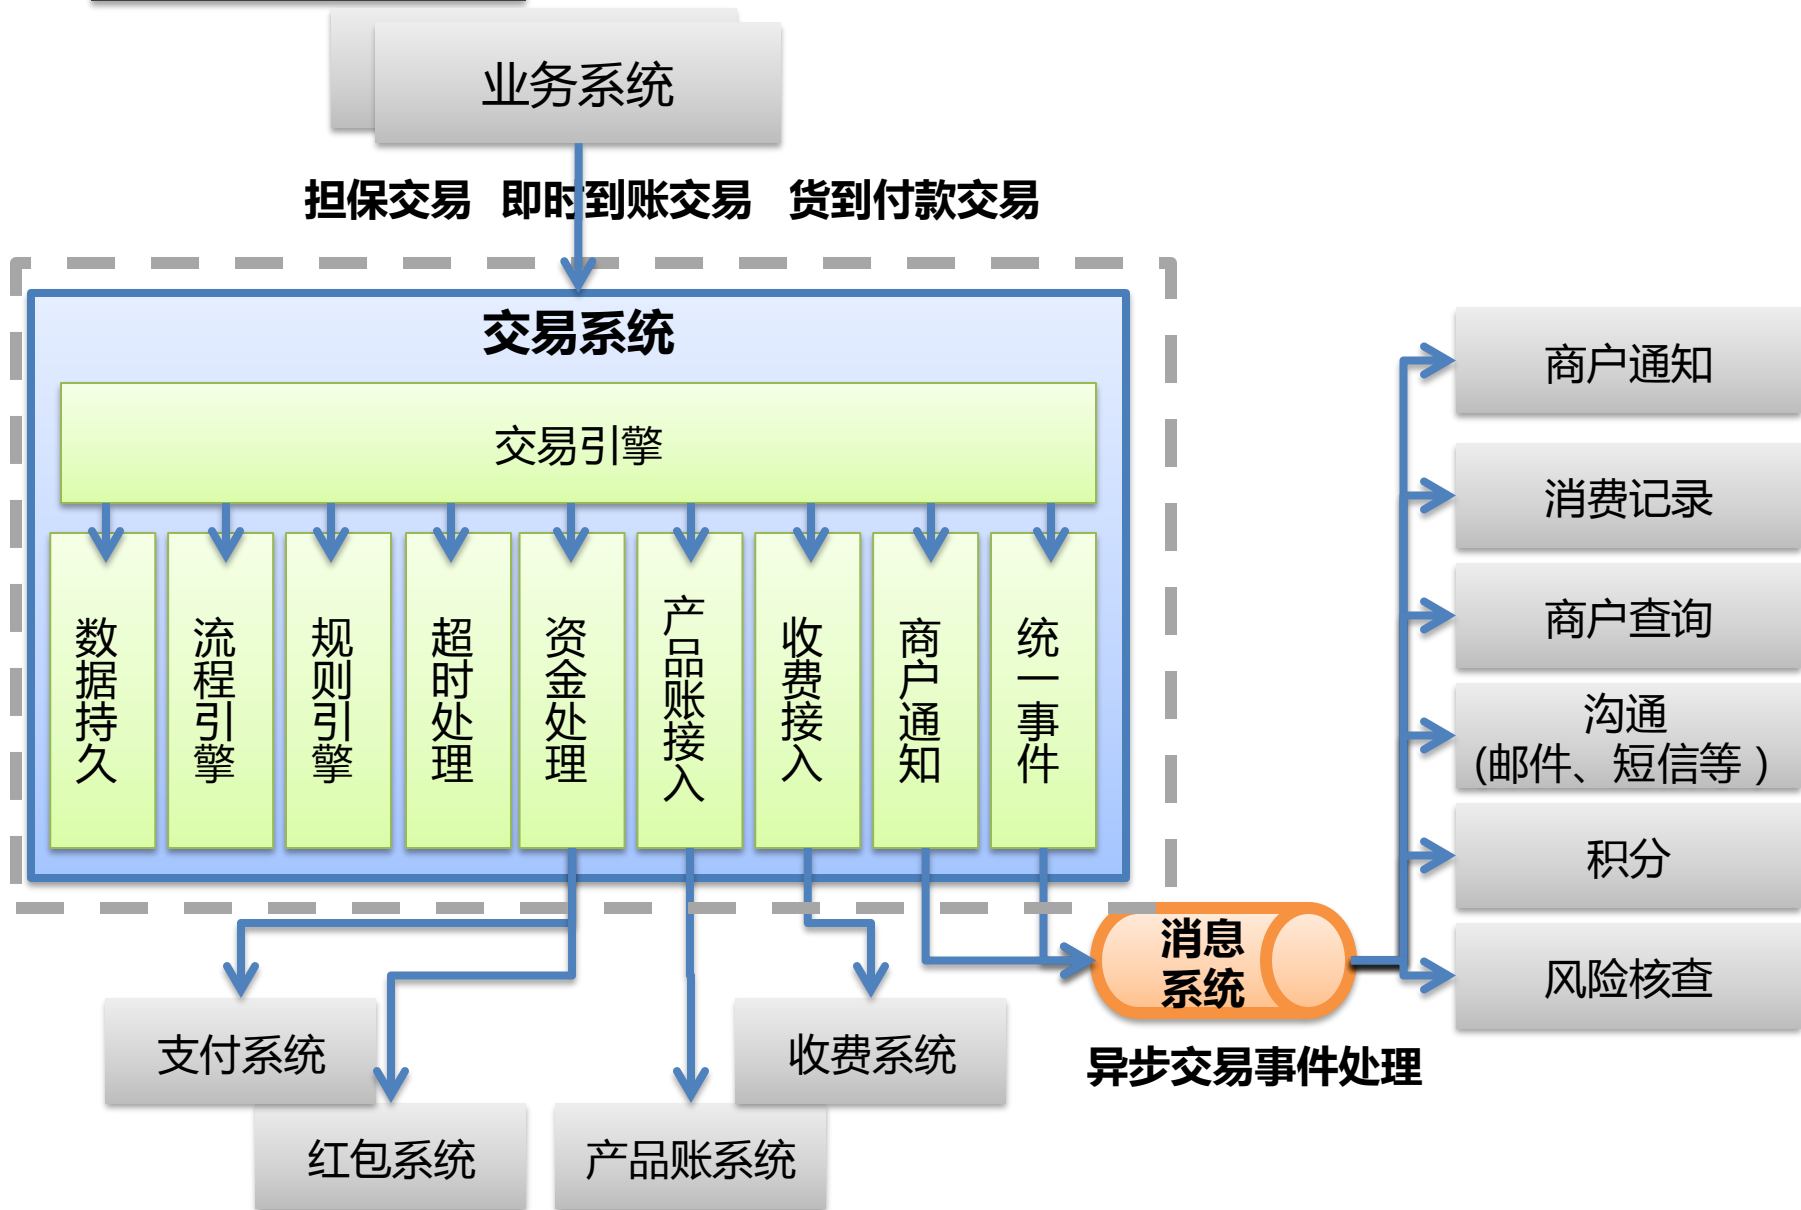 业务系统
担保交易 即时到账交易 货到付款交易
交易系统
交易引擎
数据持久
流程引擎
规则引擎
超时处理
资金处理
产品账接入
收费接入
商户通知
统一事件
商户通知
消费记录
商户查询
沟通
(邮件、短信等）
积分
风险核查
消息
系统
异步交易事件处理
支付系统
收费系统
红包系统
产品账系统